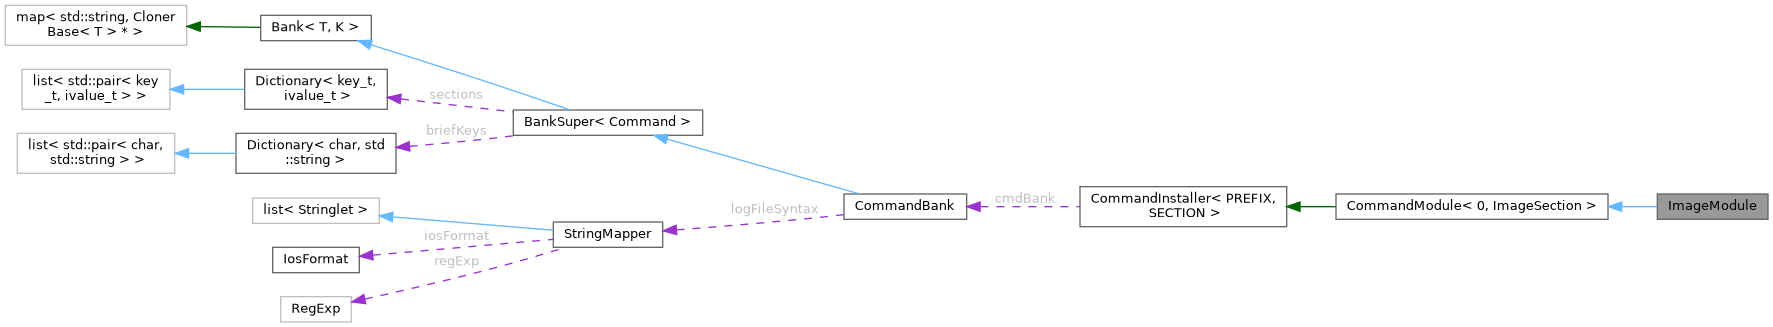 map< std::string, Cloner
Base< T > * >
Bank< T, K >
list< std::pair< key
_t, ivalue_t > >
Dictionary< key_t,
ivalue_t >
sections
BankSuper< Command >
briefKeys
list< std::pair< char,
std::string > >
Dictionary< char, std
::string >
list< Stringlet >
logFileSyntax
CommandBank
cmdBank
CommandInstaller< PREFIX,
SECTION >
CommandModule< 0, ImageSection >
ImageModule
StringMapper
iosFormat
IosFormat
regExp
RegExp